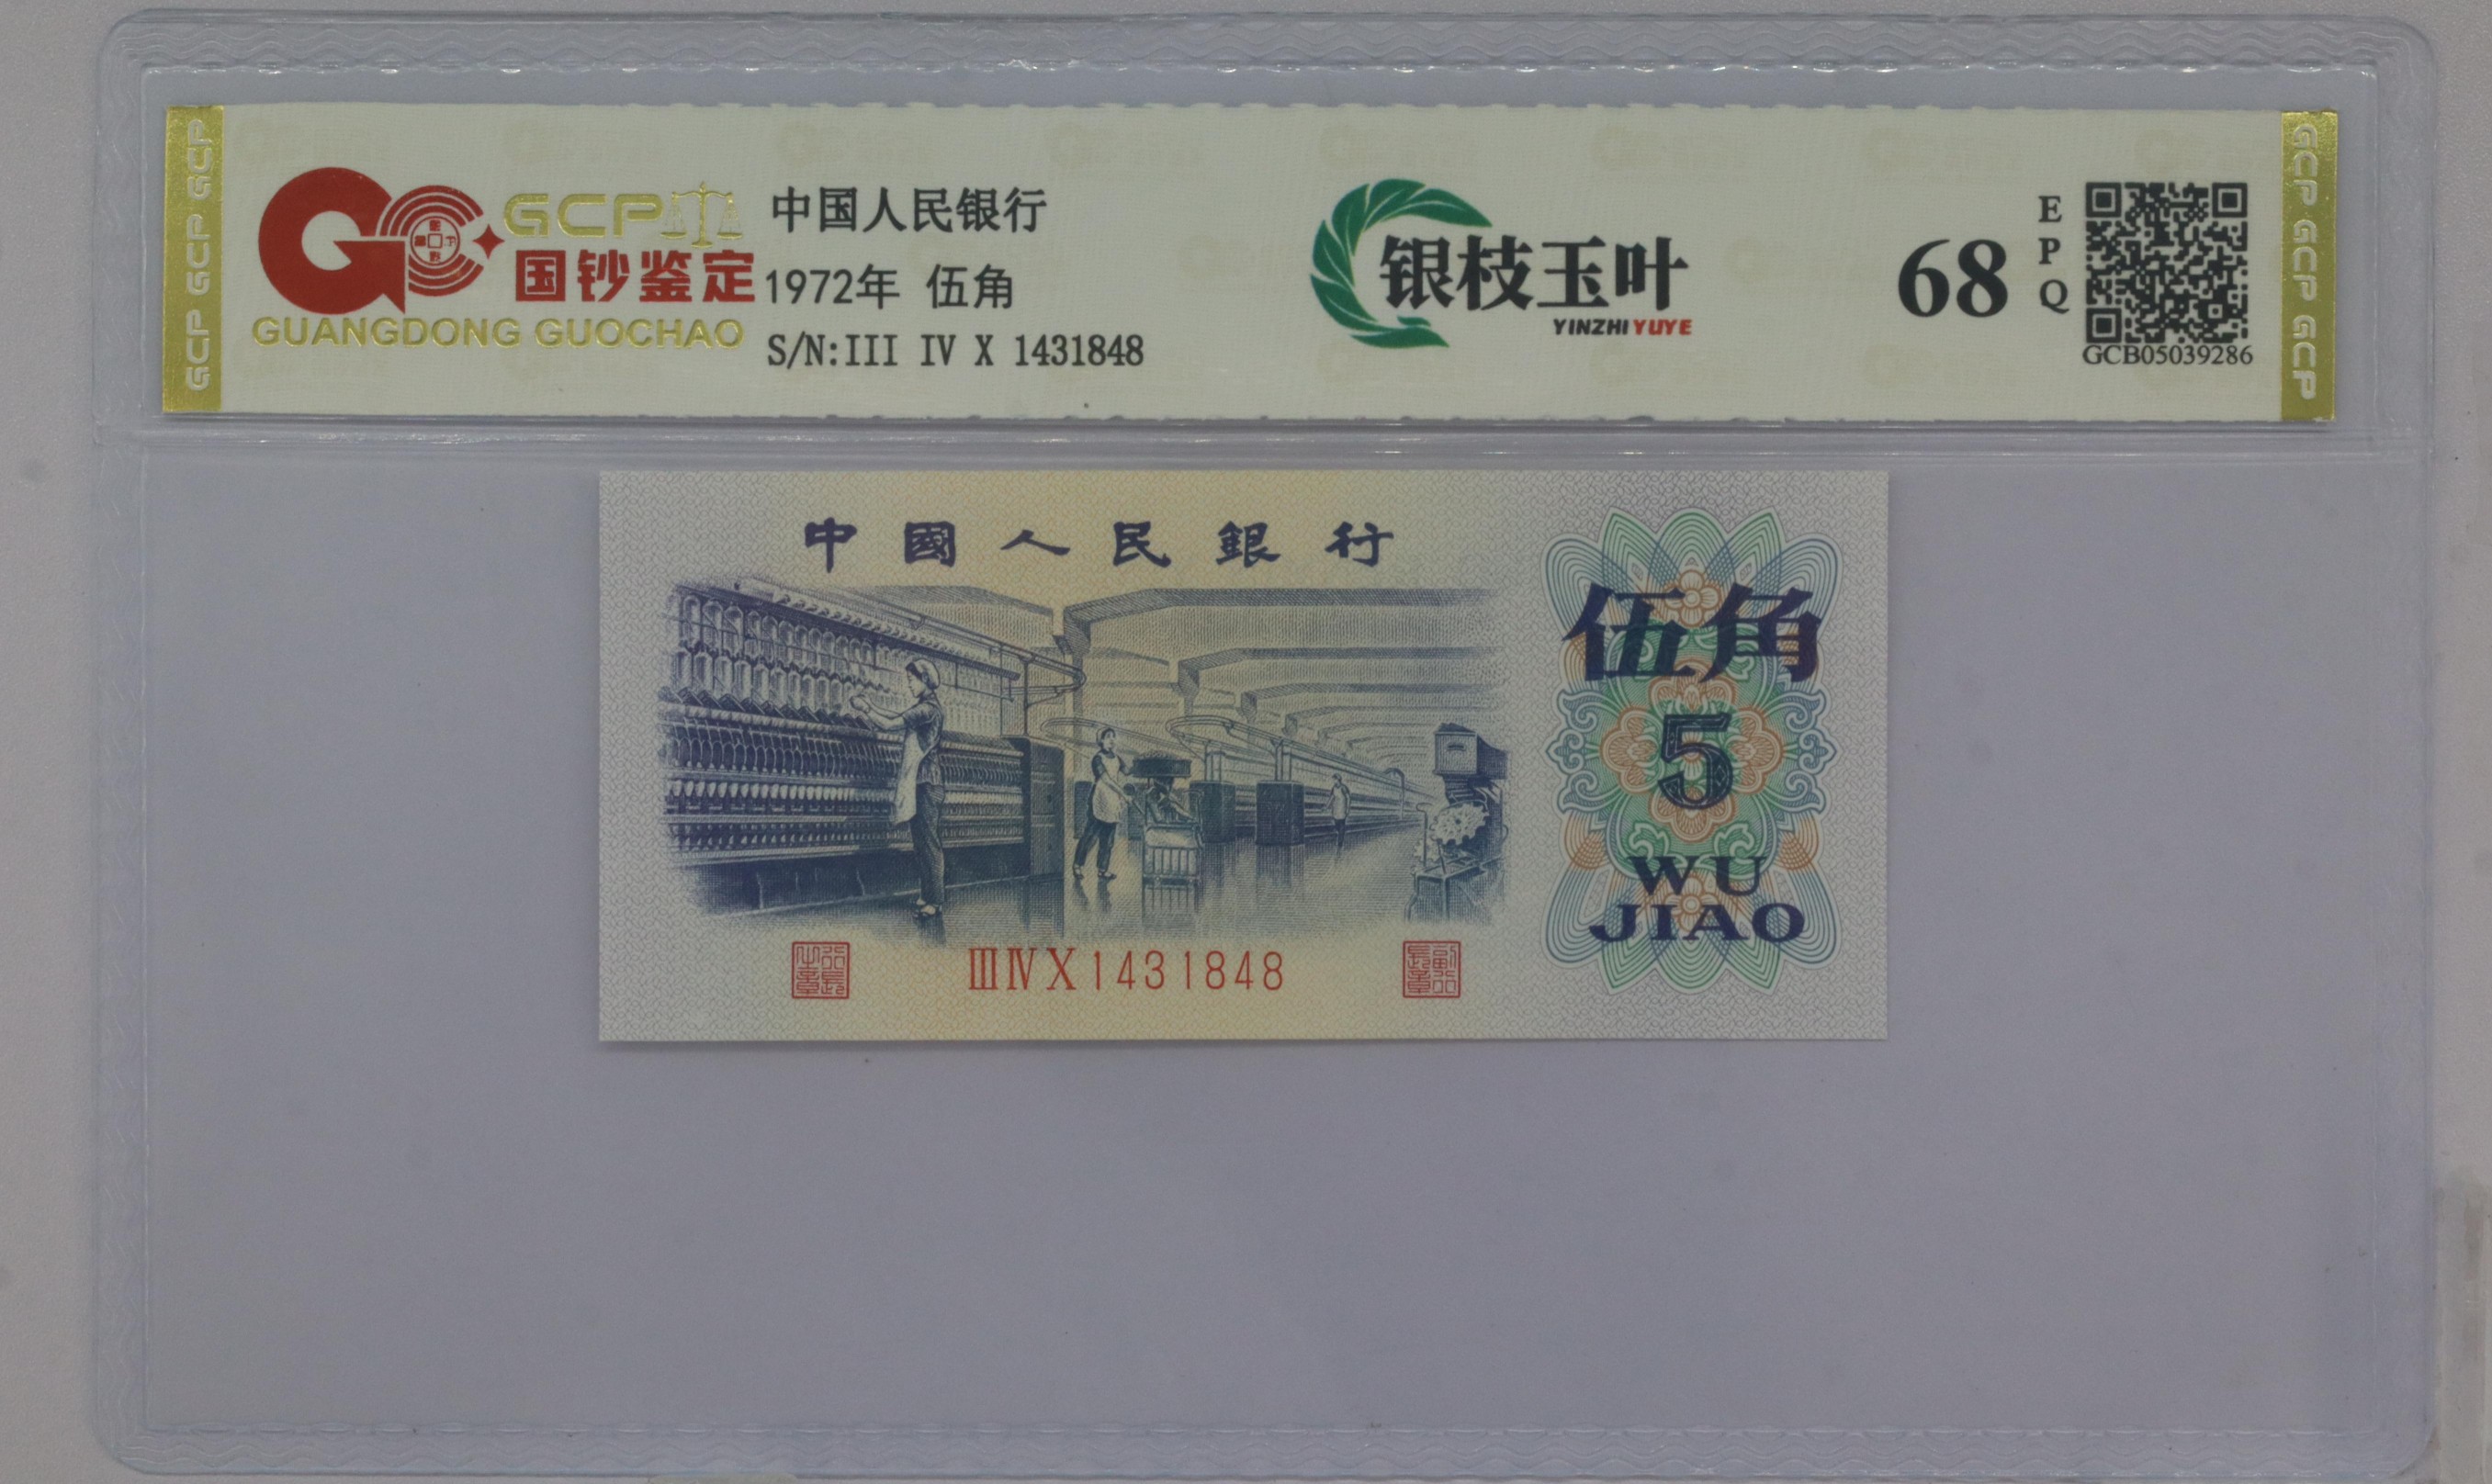 GCP GCP GCP
GCP
国钞鉴定
GUANGDONG GUOCHAO
中国人民银行
1972年 伍角
S/N:III IV X 1431848
银枝玉叶
YINZHI YUYE
68
EPQ
GCB05039286
GCP GCP GCP
中國人民銀行
伍角
5
WU
JIAO
ⅢⅣⅩ1431848